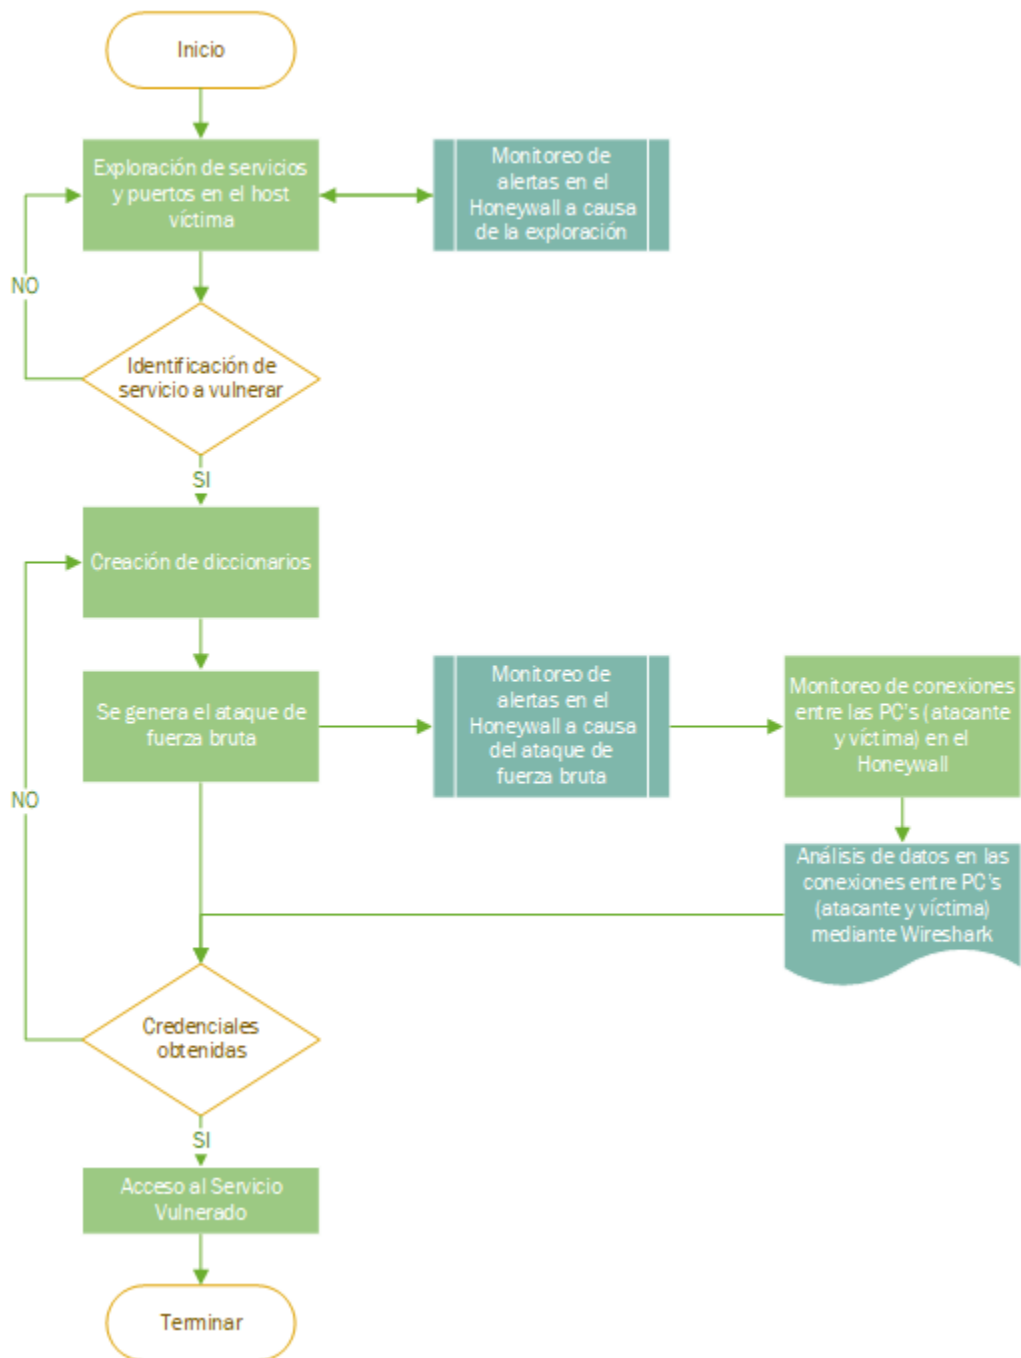 Inicio
Exploración de servicios
y puertos en el host
víctima
Monitoreo de
alertas en el
Honeywall a causa
de la exploración
NO
Identificación de
servicio a vulnerar
SI
Creación de diccionarios
Se genera el ataque de
fuerza bruta
Monitoreo de
alertas en el
Honeywall a causa
del ataque de
fuerza bruta
Monitoreo de conexiones
entre las PC's (atacante
y víctima) en el
Honeywall
NO
Análisis de datos en las
conexiones entre PC's
(atacante y víctima)
mediante Wireshark
Credenciales
obtenidas
SI
Acceso al Servicio
Vulnerado
Terminar